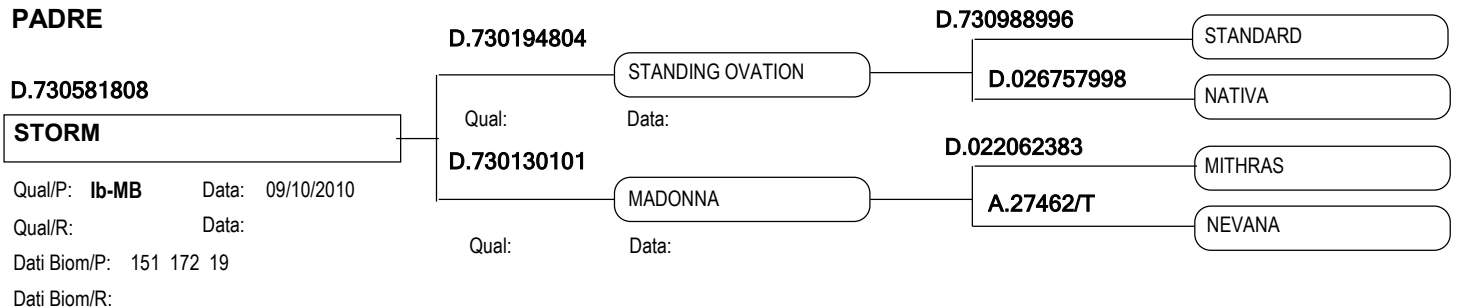 PADRE
D.730581808
STORM
Qual/P: Ib-MB Data: 09/10/2010
Qual/R: Data:
Dati Biom/P: 151 172 19
Dati Biom/R:
D.730194804
STANDING OVATION
Qual: Data:
D.730130101
MADONNA
Qual: Data:
D.730988996
STANDARD
D.026757998
NATIVA
D.022062383
MITHRAS
A.27462/T
NEVANA